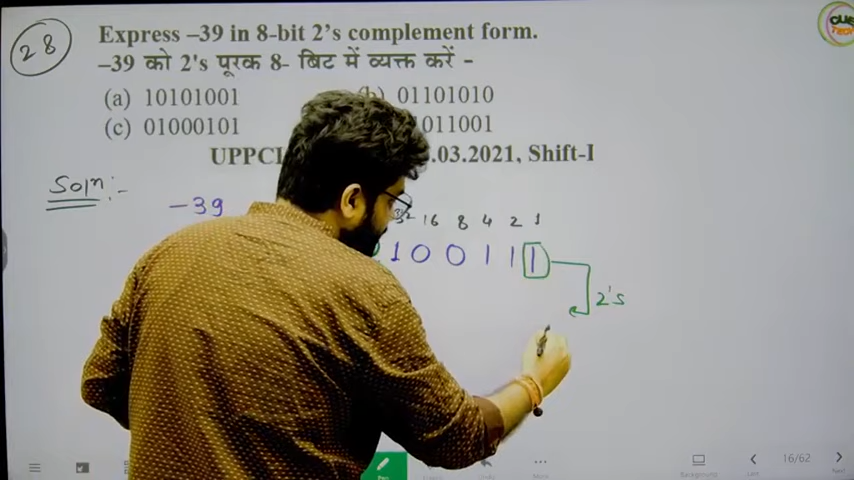 28
Express –39 in 8-bit 2's complement form.
–39 को 2's पूरक 8- बिट में व्यक्त करें -
(a) 10101001 01101010
(c) 01000101 1011001
UPPCL .03.2021, Shift-I
Soln:-
-39 32 16 8 4 2 1
1 0 0 1 1 1
2's
16/62